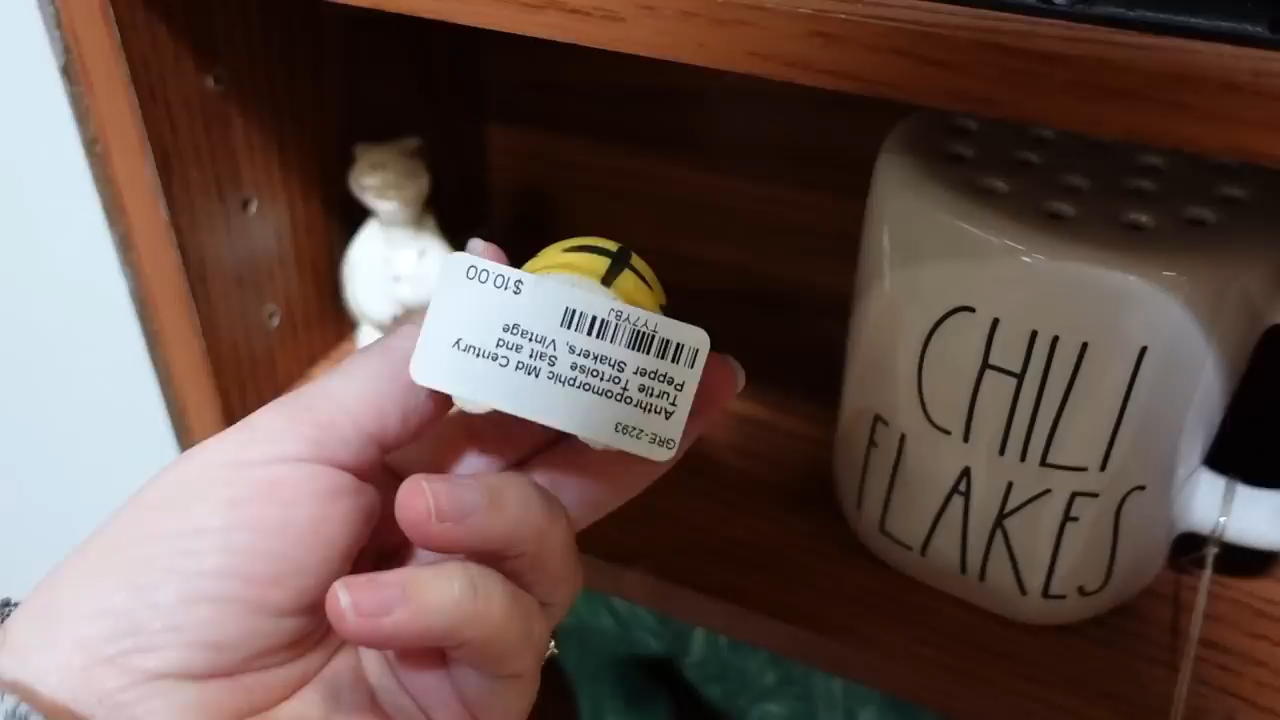 GRE-2293
Anthropomorphic Mid Century
Turtle Tortoise Salt and
Pepper Shakers, Vintage
TY7YBJ
$10.00
CHILI
FLAKES